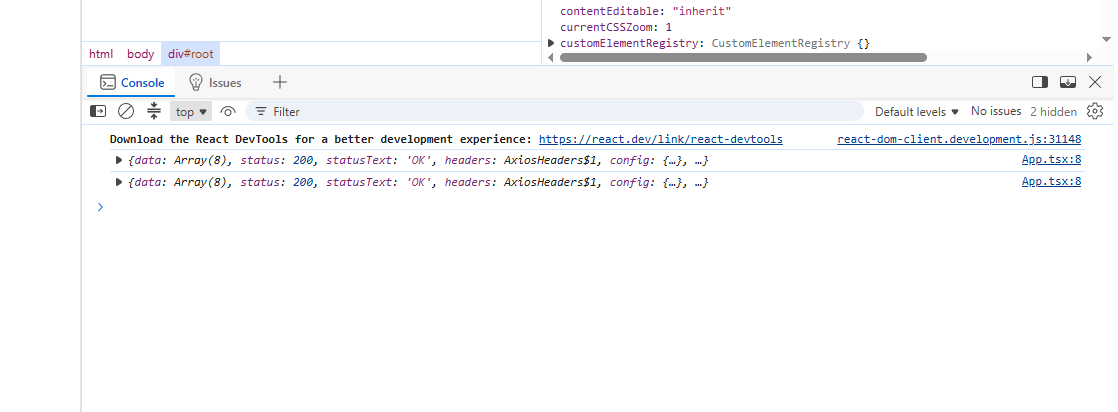 contentEditable: "inherit"
currentCSSZoom: 1
customElementRegistry: CustomElementRegistry {}
html body div#root
Console Issues
top Filter Default levels No issues 2 hidden
Download the React DevTools for a better development experience: https://react.dev/link/react-devtools react-dom-client.development.js:31148
{data: Array(8), status: 200, statusText: 'OK', headers: AxiosHeaders$1, config: {…}, …} App.tsx:8
{data: Array(8), status: 200, statusText: 'OK', headers: AxiosHeaders$1, config: {…}, …} App.tsx:8